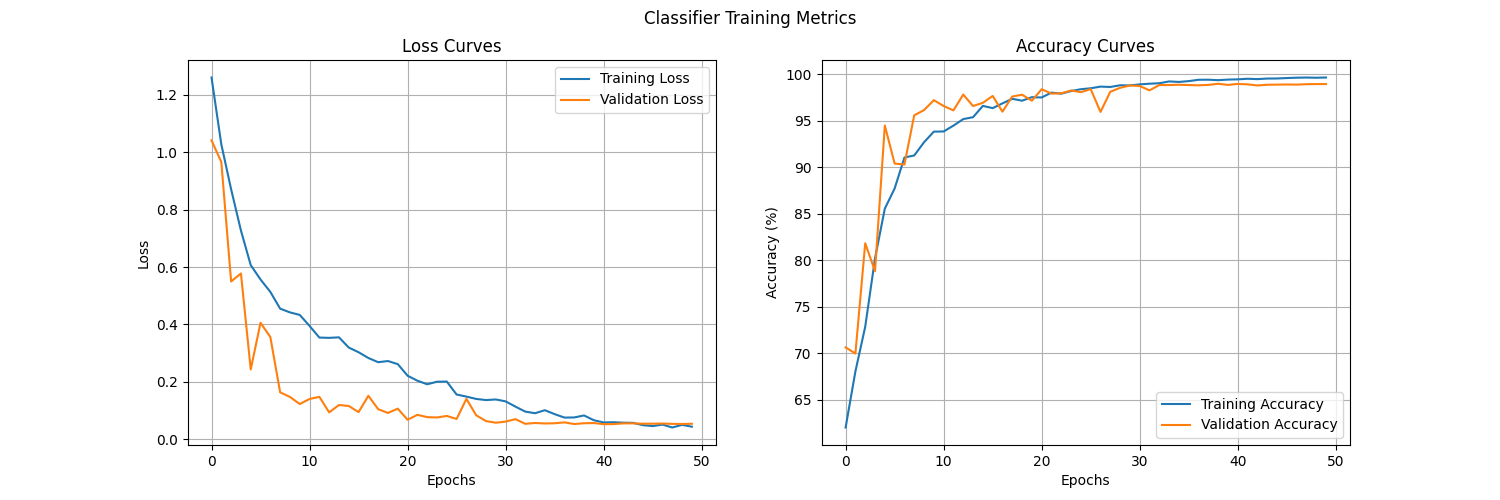 Classifier Training Metrics
Loss Curves
Training Loss
Validation Loss
1.2
1.0
0.8
0.6
0.4
0.2
0.0
Loss
0 10 20 30 40 50
Epochs
Accuracy Curves
100
95
90
85
80
75
70
65
Accuracy (%)
Training Accuracy
Validation Accuracy
0 10 20 30 40 50
Epochs